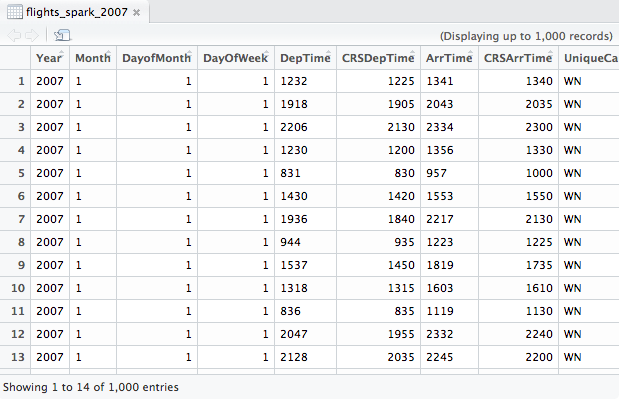 flights_spark_2007
(Displaying up to 1,000 records)
Year Month DayofMonth DayOfWeek DepTime CRSDepTime ArrTime CRSArrTime UniqueCa
1 2007 1 1 1 1232 1225 1341 1340 WN
2 2007 1 1 1 1918 1905 2043 2035 WN
3 2007 1 1 1 2206 2130 2334 2300 WN
4 2007 1 1 1 1230 1200 1356 1330 WN
5 2007 1 1 1 831 830 957 1000 WN
6 2007 1 1 1 1430 1420 1553 1550 WN
7 2007 1 1 1 1936 1840 2217 2130 WN
8 2007 1 1 1 944 935 1223 1225 WN
9 2007 1 1 1 1537 1450 1819 1735 WN
10 2007 1 1 1 1318 1315 1603 1610 WN
11 2007 1 1 1 836 835 1119 1130 WN
12 2007 1 1 1 2047 1955 2332 2240 WN
13 2007 1 1 1 2128 2035 2245 2200 WN
Showing 1 to 14 of 1,000 entries